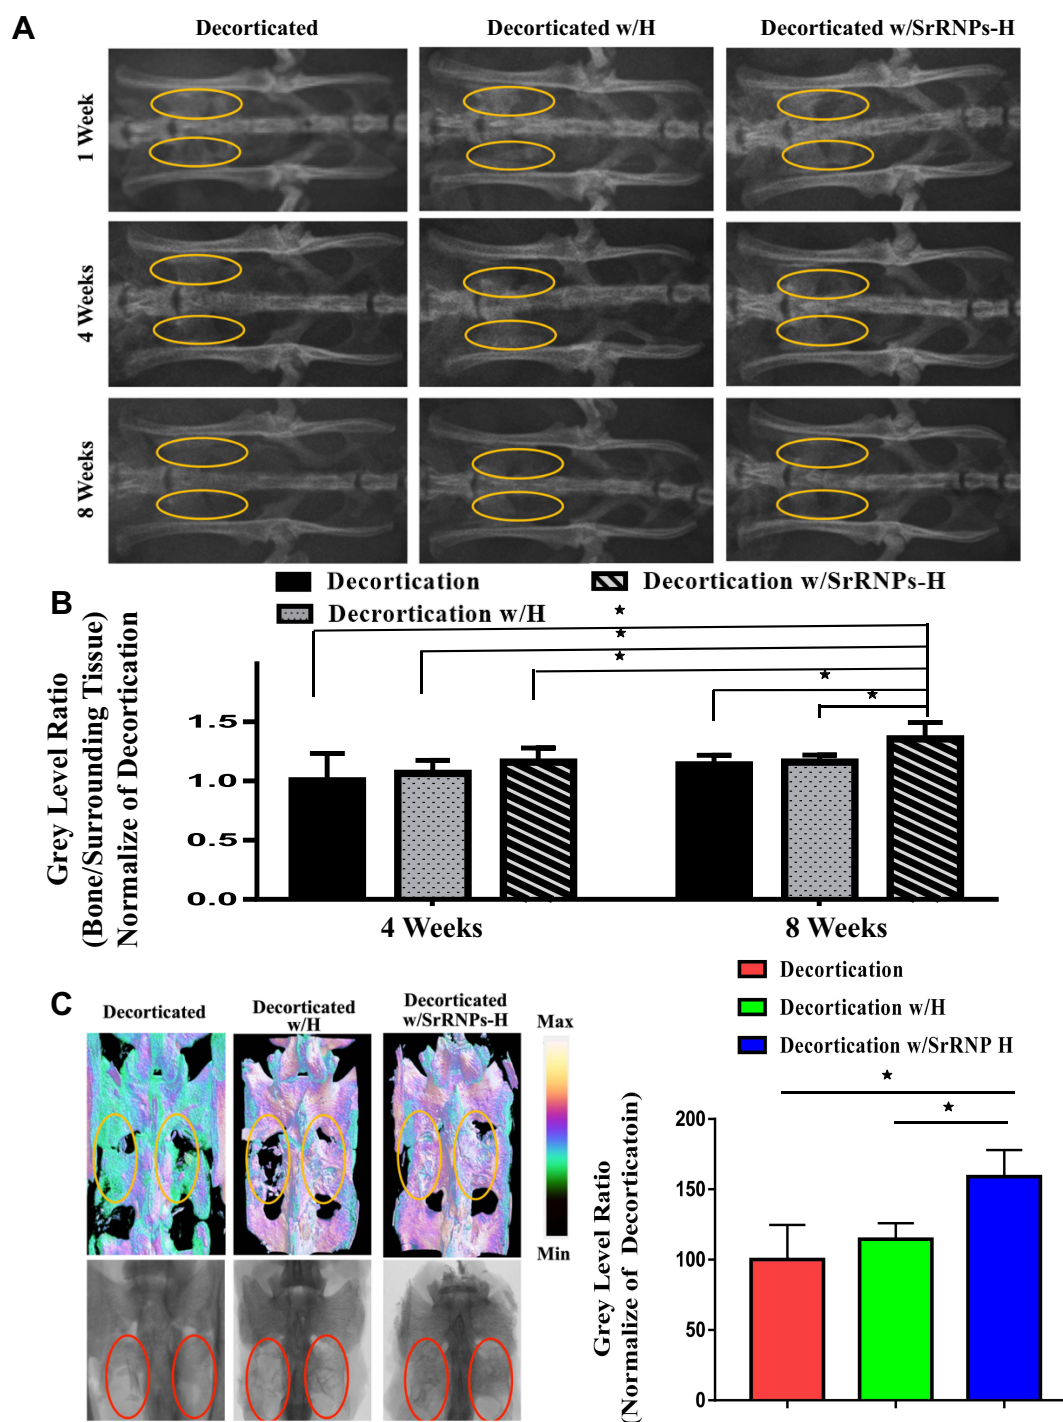 A
Decorticated
Decorticated w/H
Decorticated w/SrRNPs-H
1 Week
4 Weeks
8 Weeks
B
Decortication
Decortication w/SrRNPs-H
Decrortication w/H
Grey Level Ratio
(Bone/Surrounding Tissue)
Normalize of Decortication
1.5
1.0
0.5
0.0
4 Weeks
8 Weeks
C
Decorticated
Decorticated
w/H
Decorticated
w/SrRNPs-H
Max
Min
Decortication
Decortication w/H
Decortication w/SrRNP H
Grey Level Ratio
(Normalize of Decorticatoin)
200
150
100
50
0